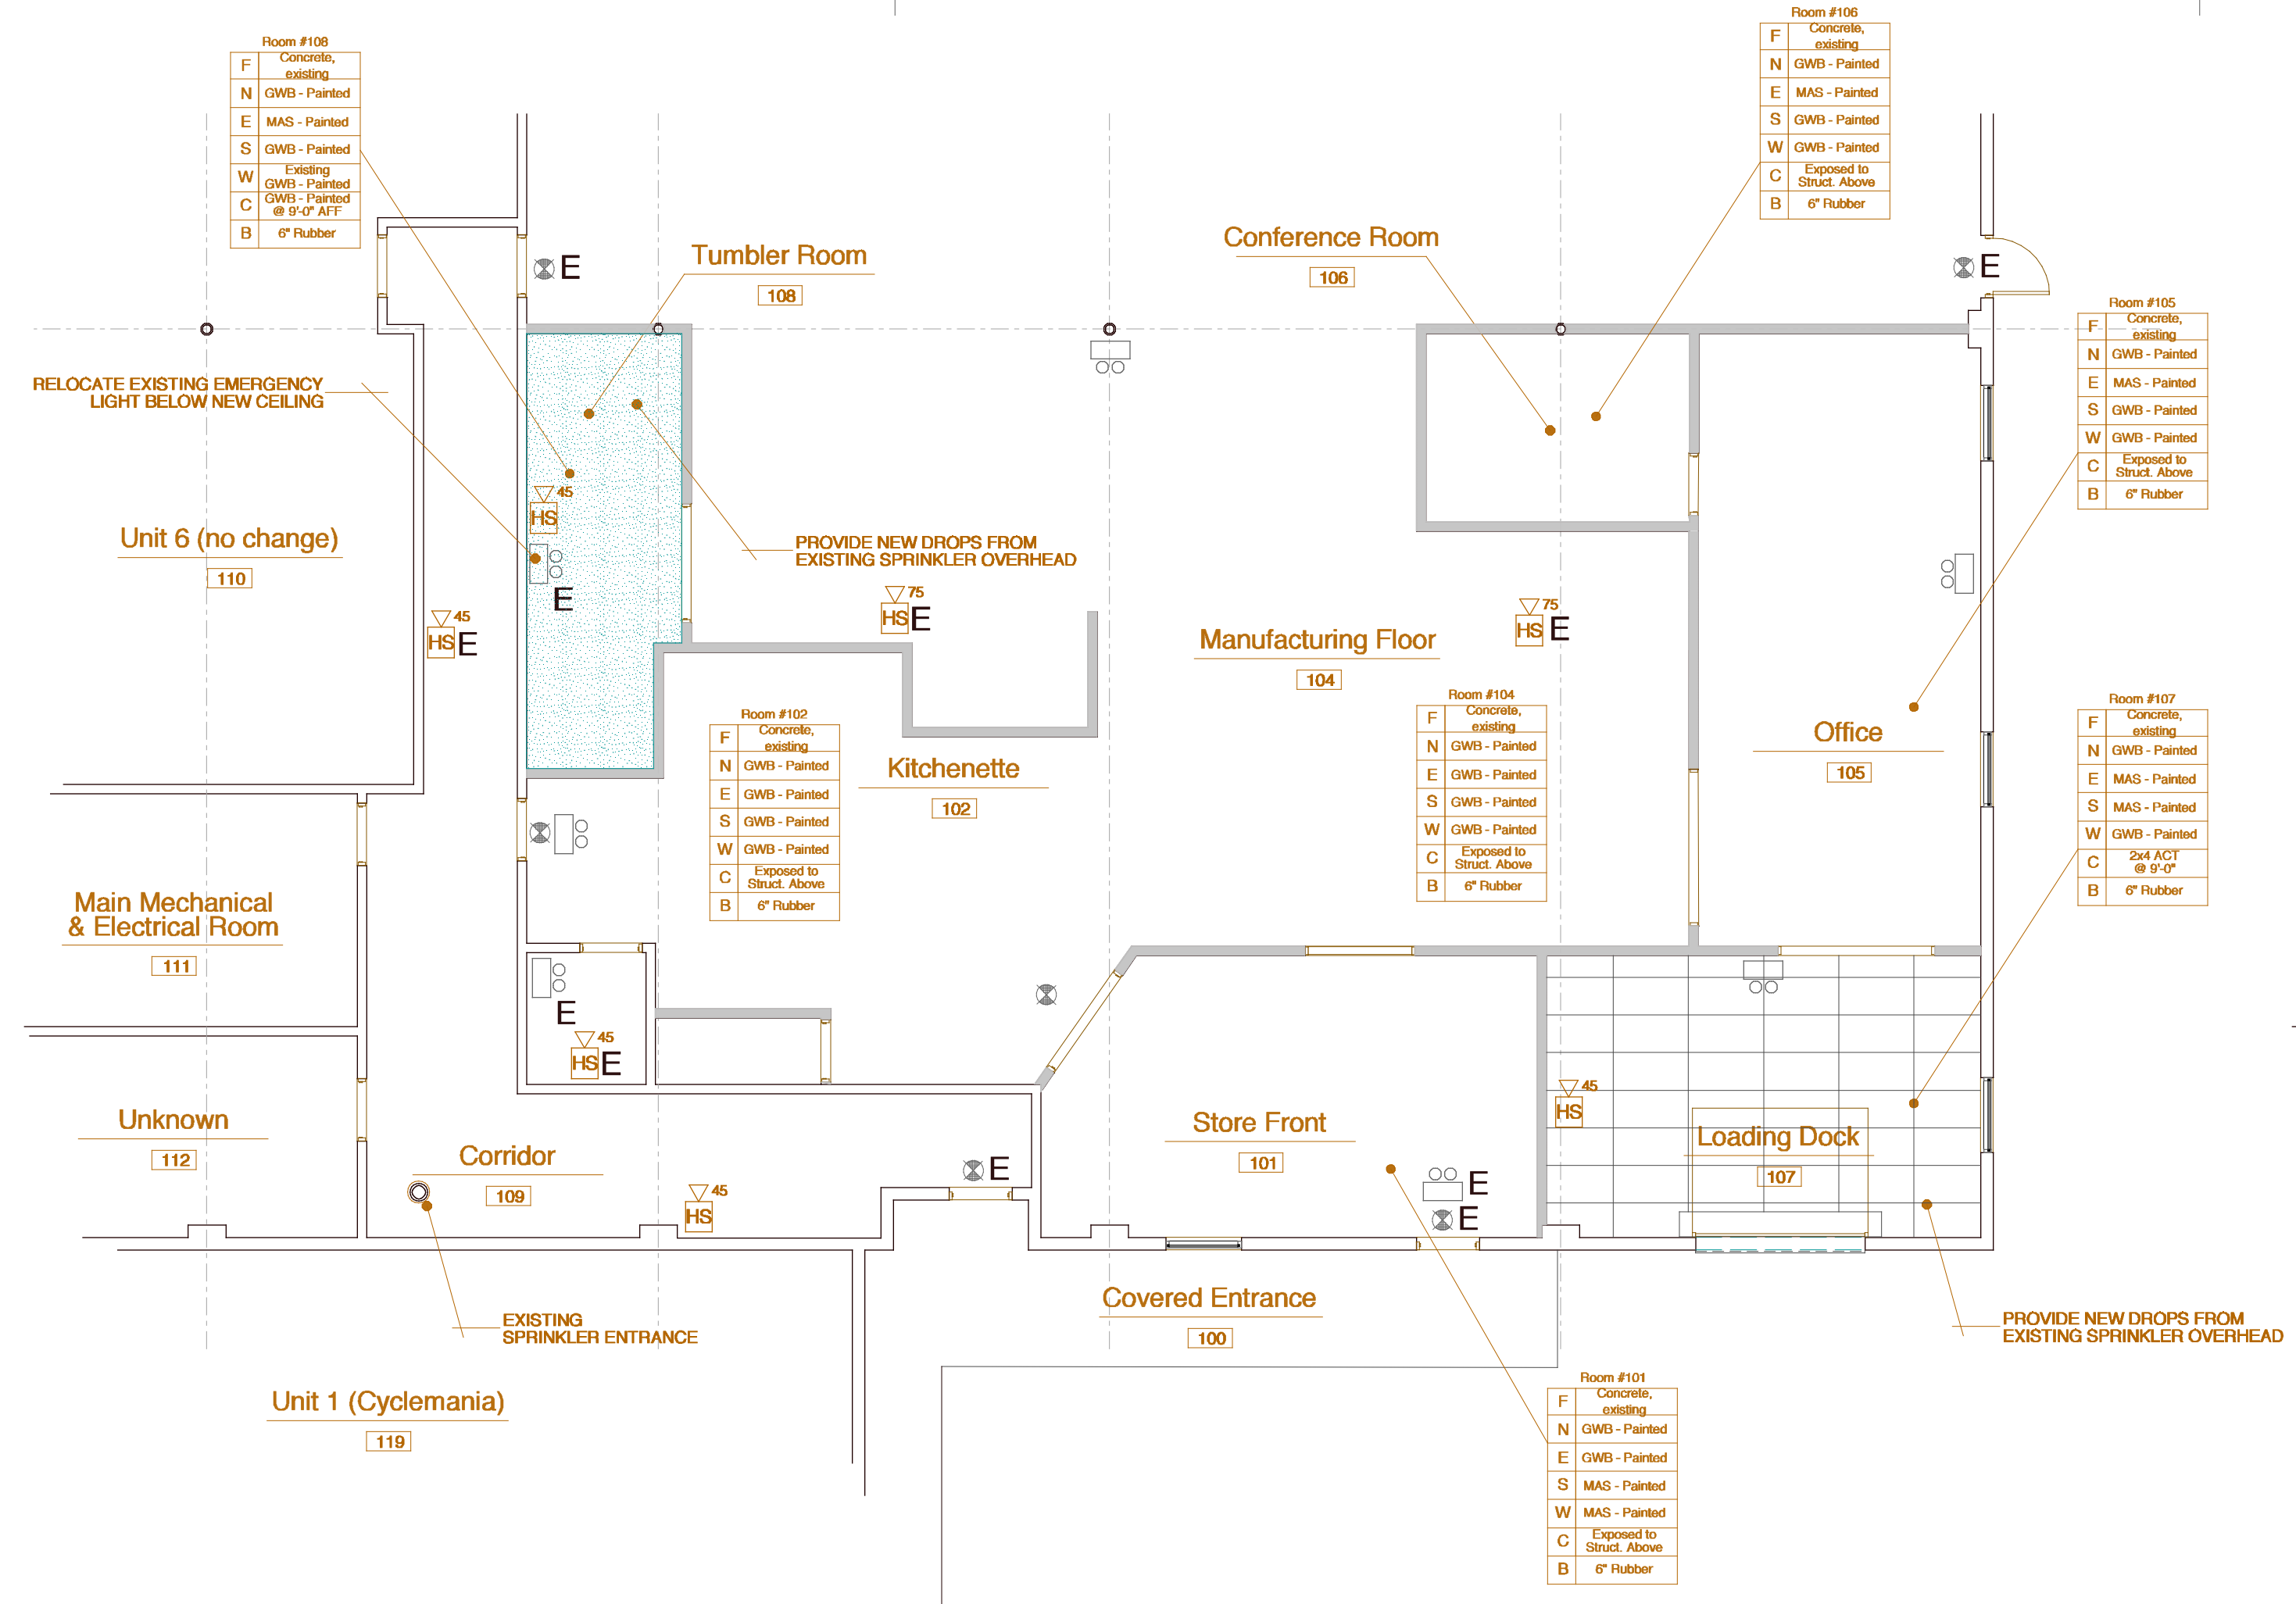 Room #106
F Concrete,
existing
N GWB - Painted
E MAS - Painted
S GWB - Painted
W GWB - Painted
C Exposed to
Struct. Above
B 6" Rubber
Room #108
F Concrete,
existing
N GWB - Painted
E MAS - Painted
S GWB - Painted
W Existing
GWB - Painted
C GWB - Painted
@ 9'-0" AFF
B 6" Rubber
Tumbler Room
108
E
Conference Room
106
E
Room #105
F Concrete,
existing
N GWB - Painted
E MAS - Painted
S GWB - Painted
W GWB - Painted
C Exposed to
Struct. Above
B 6" Rubber
RELOCATE EXISTING EMERGENCY
LIGHT BELOW NEW CEILING
45
HS
E
Unit 6 (no change)
110
PROVIDE NEW DROPS FROM
EXISTING SPRINKLER OVERHEAD
75
HS E
75
HS E
45
HS E
Manufacturing Floor
104
Room #104
F Concrete,
existing
N GWB - Painted
E GWB - Painted
S GWB - Painted
W GWB - Painted
C Exposed to
Struct. Above
B 6" Rubber
Room #102
F Concrete,
existing
N GWB - Painted
E GWB - Painted
S GWB - Painted
W GWB - Painted
C Exposed to
Struct. Above
B 6" Rubber
Kitchenette
102
Office
105
Room #107
F Concrete,
existing
N GWB - Painted
E MAS - Painted
S MAS - Painted
W GWB - Painted
C 2x4 ACT
@ 9'-0"
B 6" Rubber
Main Mechanical
& Electrical Room
111
E
45
HS E
Unknown
112
Corridor
109
45
HS
E
Store Front
101
E
E
45
HS
Loading Dock
107
EXISTING
SPRINKLER ENTRANCE
Covered Entrance
100
PROVIDE NEW DROPS FROM
EXISTING SPRINKLER OVERHEAD
Unit 1 (Cyclemania)
119
Room #101
F Concrete,
existing
N GWB - Painted
E GWB - Painted
S MAS - Painted
W MAS - Painted
C Exposed to
Struct. Above
B 6" Rubber